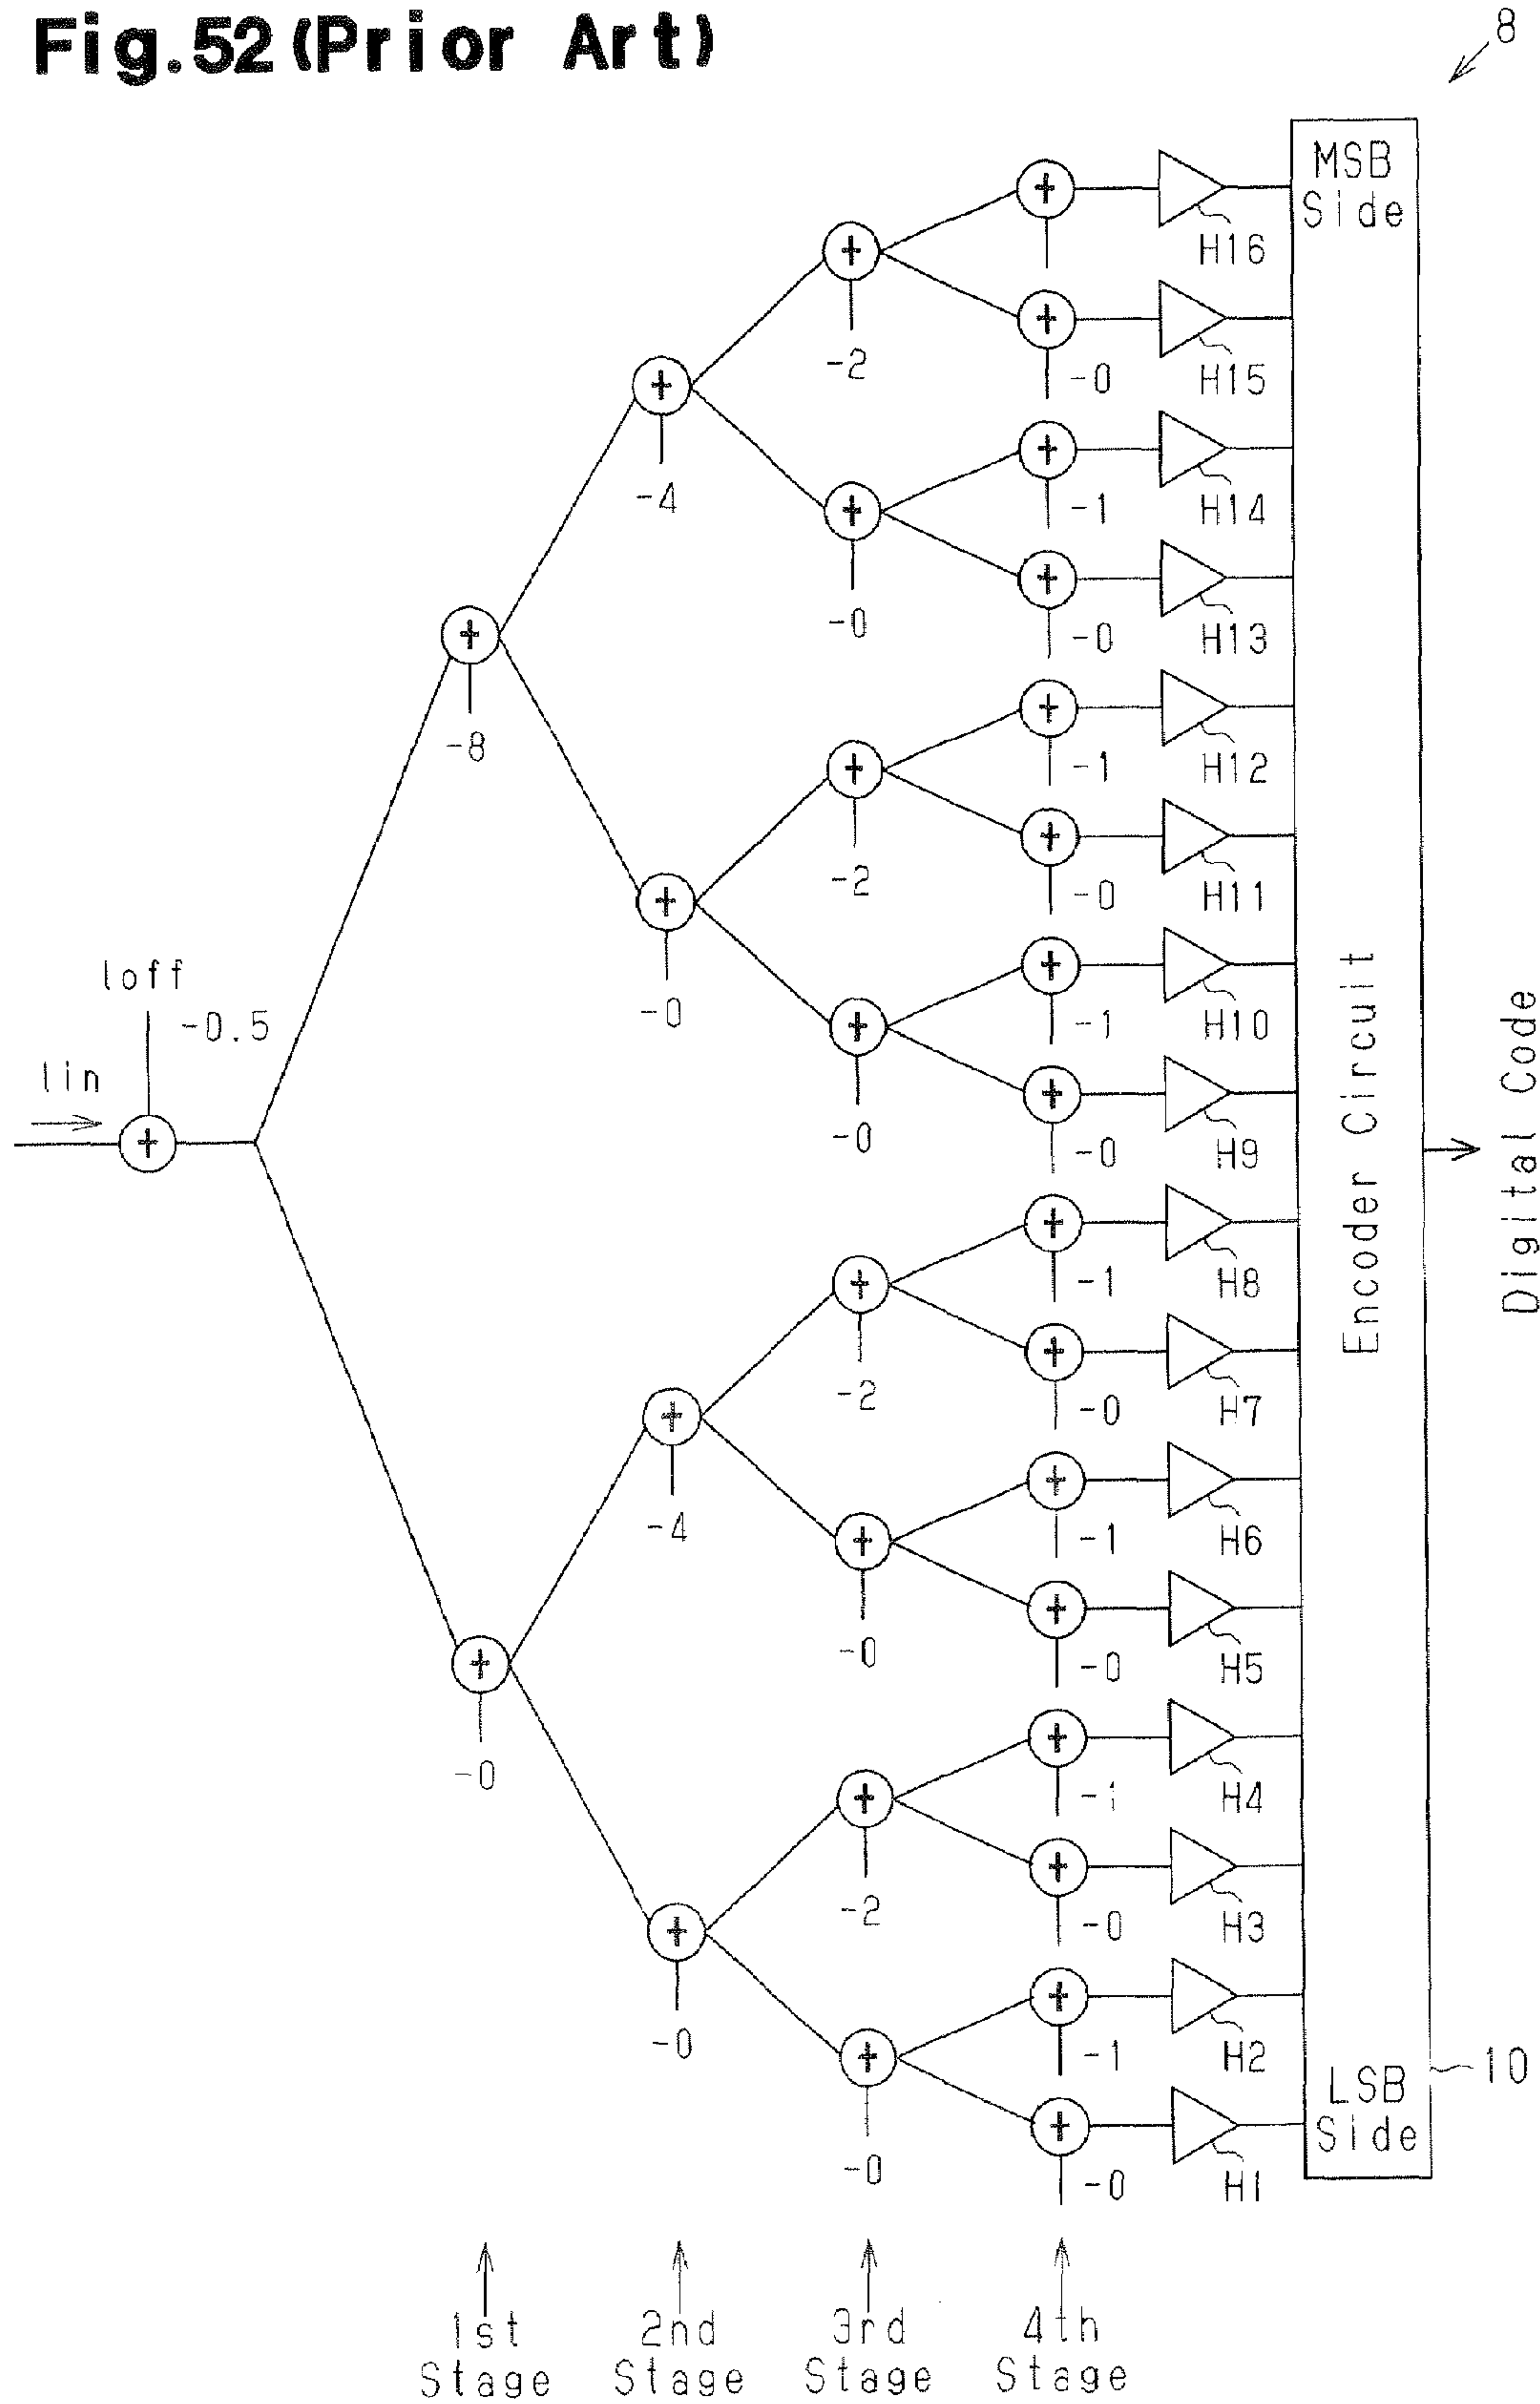 Fig.52(Prior Art)
8
MSB
Side
H16
-2
-0
H15
-4
-1
H14
-0
-0
H13
-8
-1
H12
-2
-0
H11
Ioff
-0.5
-0
-1
H10
Iin
-0
-0
H9
Encoder Circuit
Digital Code
-1
H8
-2
-0
H7
-4
-1
H6
-0
-0
H5
-0
-1
H4
-2
-0
H3
-0
-1
H2
10
LSB
Side
-0
-0
H1
1st
Stage
2nd
Stage
3rd
Stage
4th
Stage